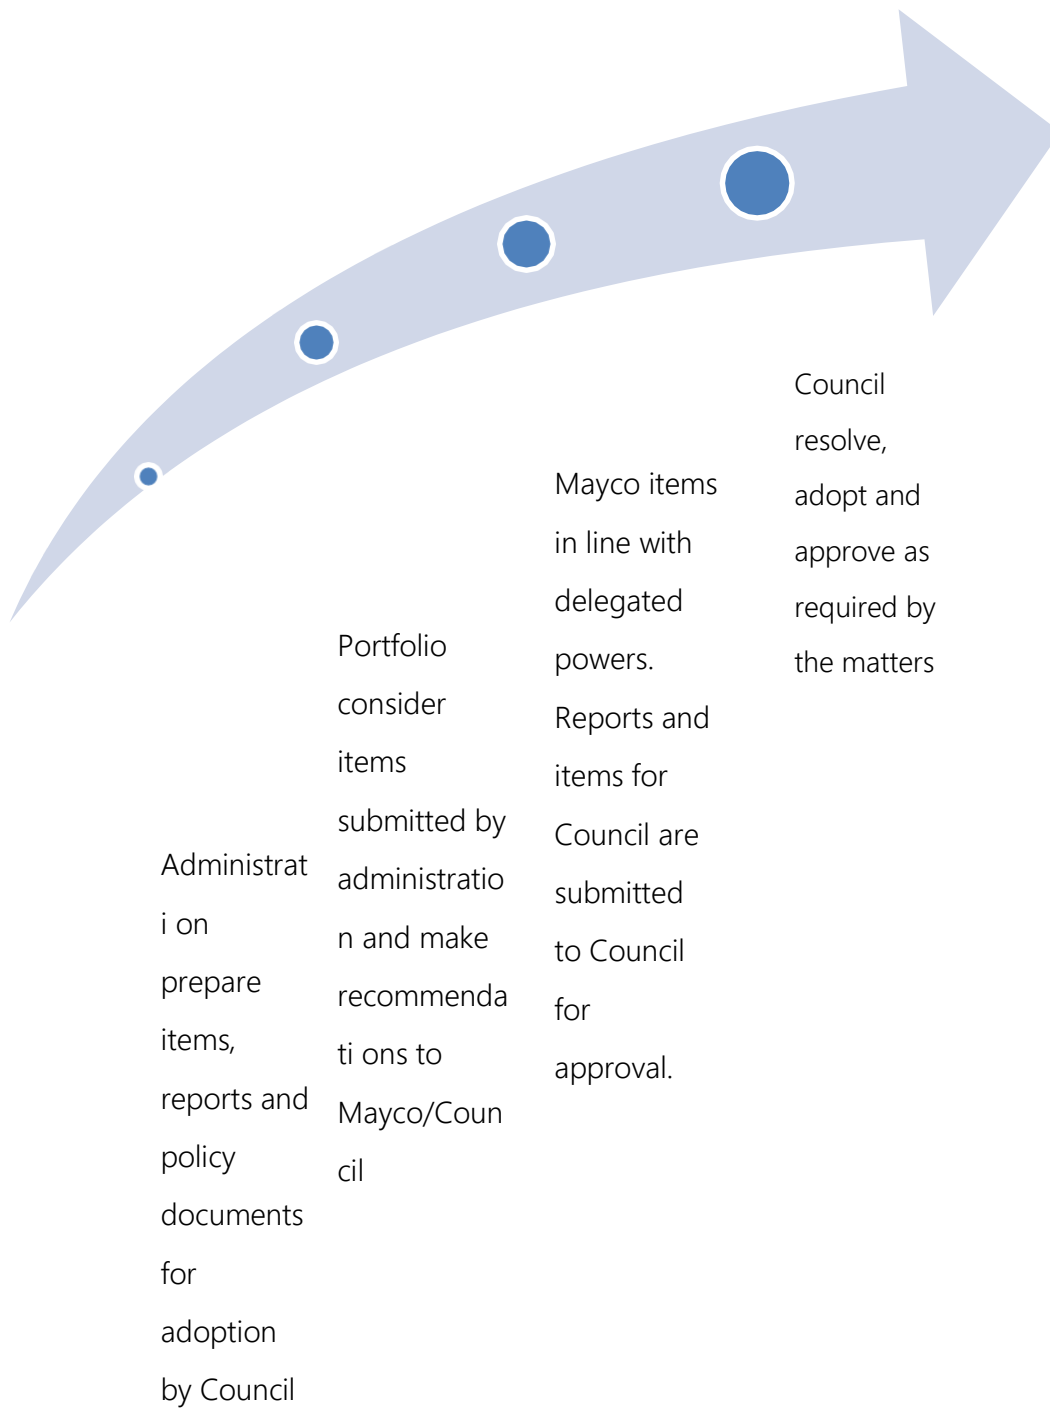 Administrat
i on
prepare
items,
reports and
policy
documents
for
adoption
by Council
Portfolio
consider
items
submitted by
administratio
n and make
recommenda
ti ons to
Mayco/Coun
cil
Mayco items
in line with
delegated
powers.
Reports and
items for
Council are
submitted
to Council
for
approval.
Council
resolve,
adopt and
approve as
required by
the matters